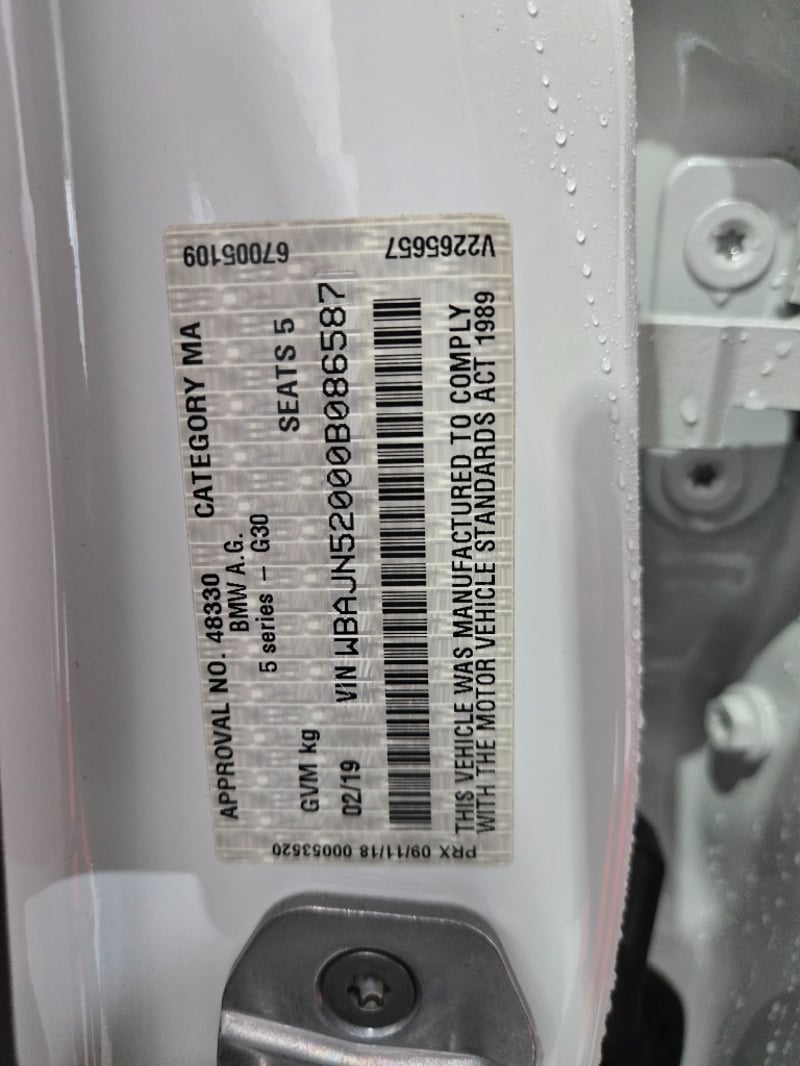 APPROVAL NO. 48330 CATEGORY MA
BMW A.G.
5 series – G30
GVM kg SEATS 5
02/19 VIN WBAJN52000B086587
THIS VEHICLE WAS MANUFACTURED TO COMPLY
WITH THE MOTOR VEHICLE STANDARDS ACT 1989
67005109
V2265657
PRX 09/11/18 00053520